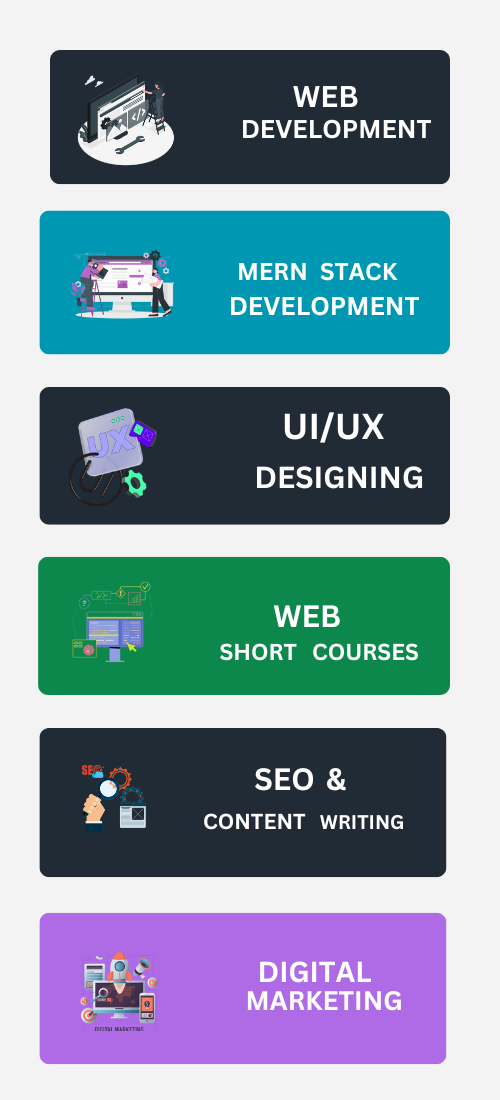 WEB
DEVELOPMENT
MERN STACK
DEVELOPMENT
UX
UI/UX
DESIGNING
WEB
SHORT COURSES
SEO
SEO &
CONTENT WRITING
DIGITAL MARKETING
DIGITAL
MARKETING